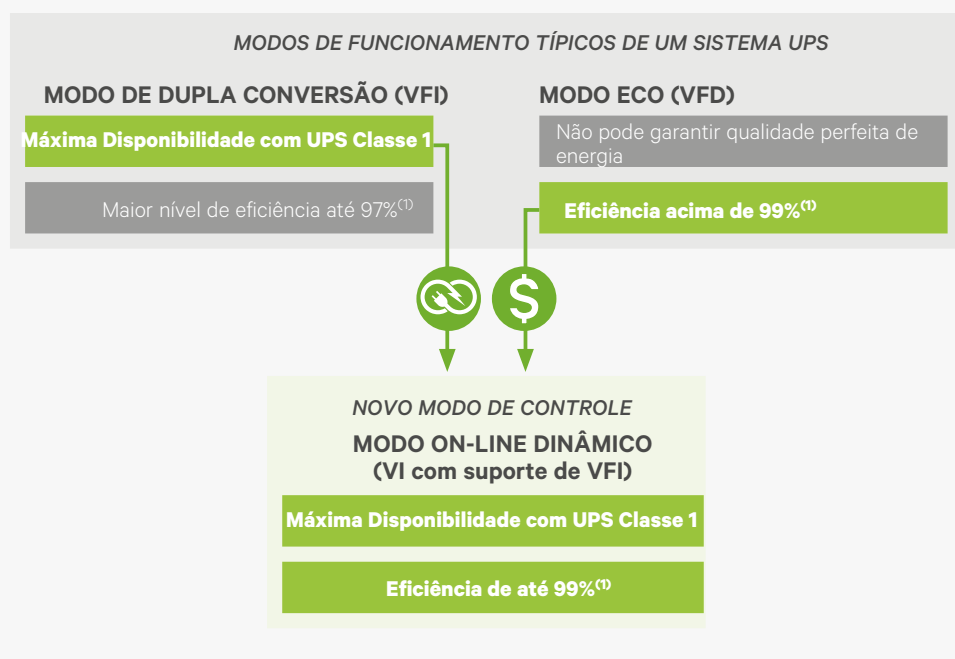 MODOS DE FUNCIONAMENTO TÍPICOS DE UM SISTEMA UPS
MODO DE DUPLA CONVERSÃO (VFI)
Máxima Disponibilidade com UPS Classe 1
Maior nível de eficiência até 97%(1)
MODO ECO (VFD)
Não pode garantir qualidade perfeita de
energia
Eficiência acima de 99%(1)
$
NOVO MODO DE CONTROLE
MODO ON-LINE DINÂMICO
(VI com suporte de VFI)
Máxima Disponibilidade com UPS Classe 1
Eficiência de até 99%(1)